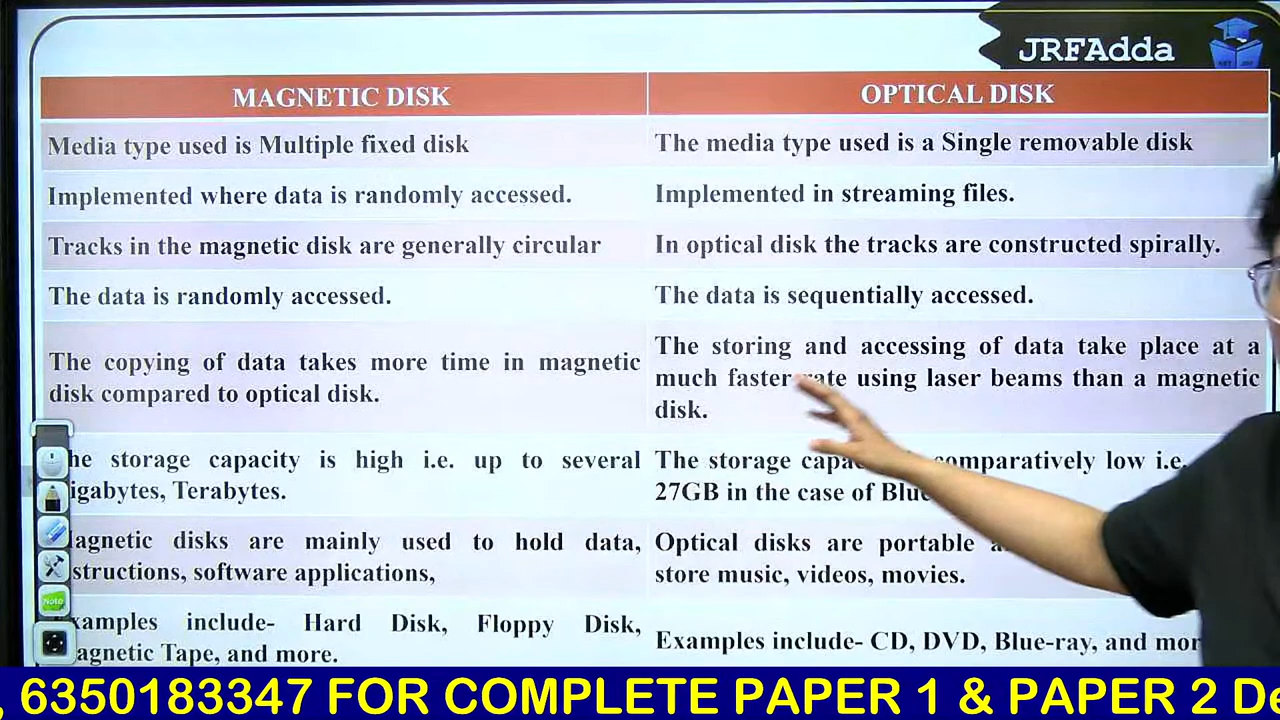 JRFAdda
MAGNETIC DISK
OPTICAL DISK
Media type used is Multiple fixed disk
The media type used is a Single removable disk
Implemented where data is randomly accessed.
Implemented in streaming files.
Tracks in the magnetic disk are generally circular
In optical disk the tracks are constructed spirally.
The data is randomly accessed.
The data is sequentially accessed.
The copying of data takes more time in magnetic
disk compared to optical disk.
The storing and accessing of data take place at a
much faster rate using laser beams than a magnetic
disk.
he storage capacity is high i.e. up to several
igabytes, Terabytes.
The storage capa comparatively low i.e.
27GB in the case of Blu
agnetic disks are mainly used to hold data,
structions, software applications,
Optical disks are portable a
store music, videos, movies.
xamples include- Hard Disk, Floppy Disk,
agnetic Tape, and more.
Examples include- CD, DVD, Blue-ray, and mor
Note
, 6350183347 FOR COMPLETE PAPER 1 & PAPER 2 De